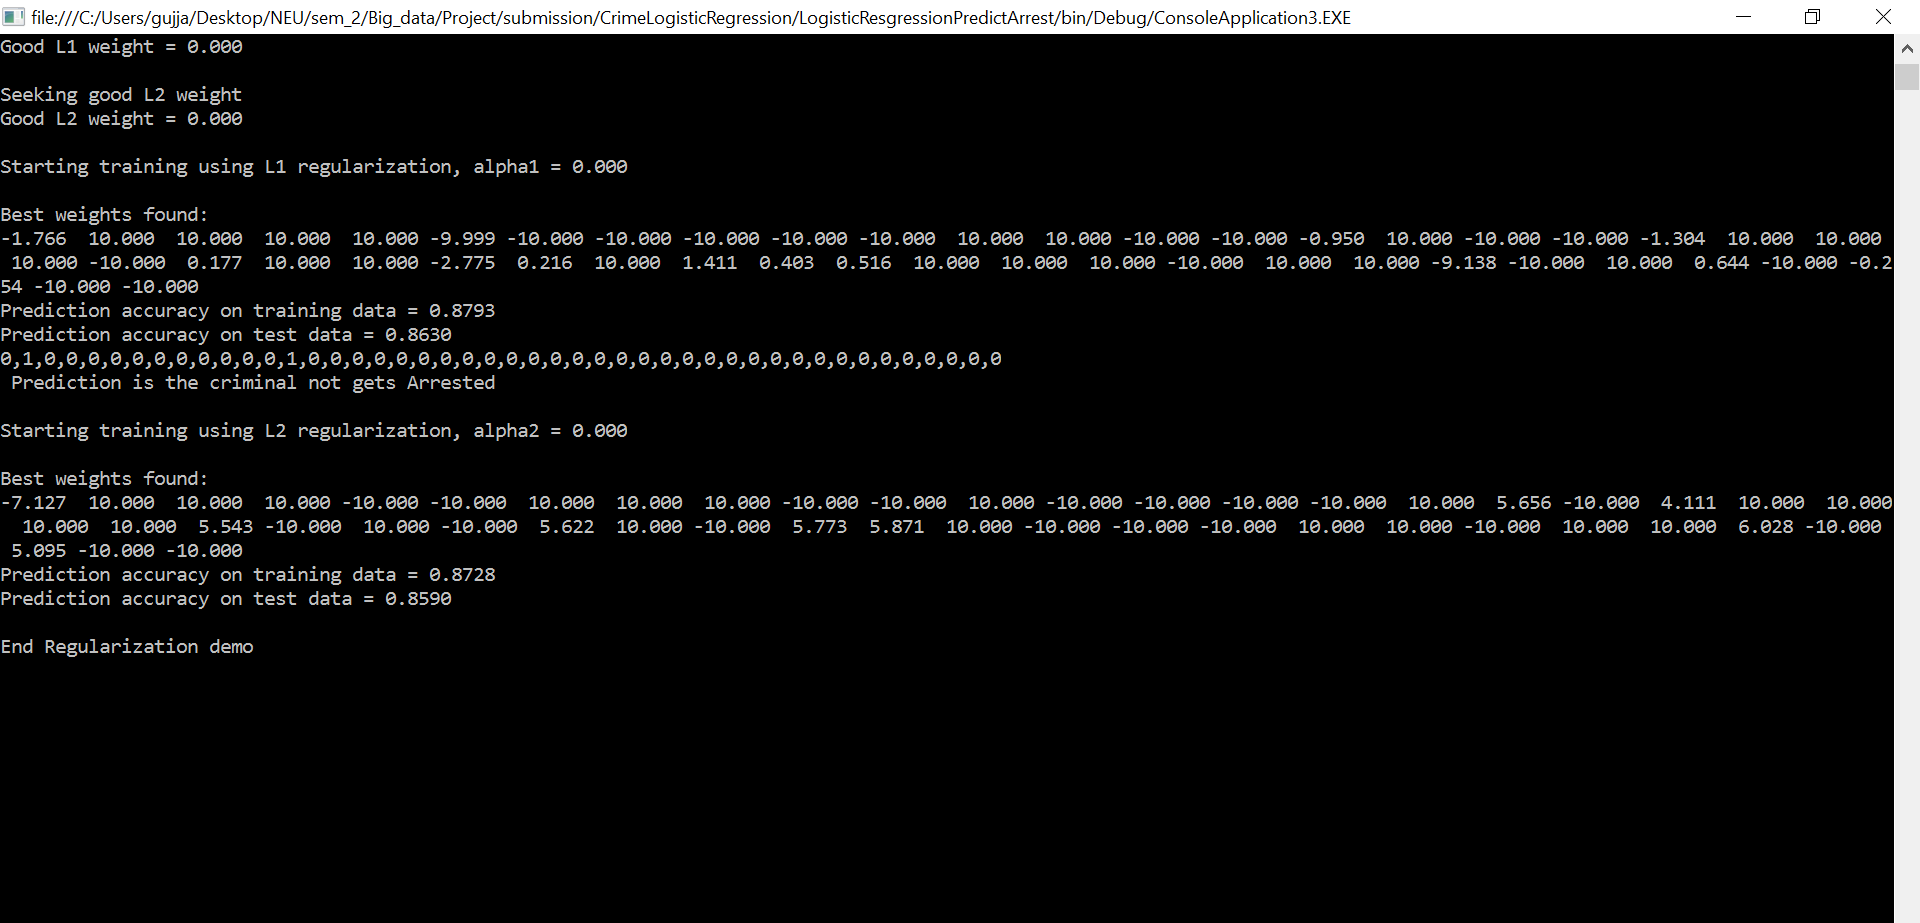 file:///C:/Users/gujja/Desktop/NEU/sem_2/Big_data/Project/submission/CrimeLogisticRegression/LogisticResgressionPredictArrest/bin/Debug/ConsoleApplication3.EXE
Good L1 weight = 0.000
Seeking good L2 weight
Good L2 weight = 0.000
Starting training using L1 regularization, alpha1 = 0.000
Best weights found:
-1.766  10.000  10.000  10.000  10.000 -9.999 -10.000 -10.000 -10.000 -10.000 -10.000  10.000  10.000 -10.000 -10.000 -0.950  10.000 -10.000 -10.000 -1.304  10.000  10.000
 10.000 -10.000  0.177  10.000  10.000 -2.775  0.216  10.000  1.411  0.403  0.516  10.000  10.000  10.000 -10.000  10.000  10.000 -9.138 -10.000  10.000  0.644 -10.000 -0.2
54 -10.000 -10.000
Prediction accuracy on training data = 0.8793
Prediction accuracy on test data = 0.8630
0,1,0,0,0,0,0,0,0,0,0,0,0,1,0,0,0,0,0,0,0,0,0,0,0,0,0,0,0,0,0,0,0,0,0,0,0,0,0,0,0,0,0,0,0,0
 Prediction is the criminal not gets Arrested
Starting training using L2 regularization, alpha2 = 0.000
Best weights found:
-7.127  10.000  10.000  10.000 -10.000 -10.000  10.000  10.000  10.000 -10.000 -10.000  10.000 -10.000 -10.000 -10.000 -10.000  10.000  5.656 -10.000  4.111  10.000  10.000
  10.000  10.000  5.543 -10.000  10.000 -10.000  5.622  10.000 -10.000  5.773  5.871  10.000 -10.000 -10.000 -10.000  10.000  10.000 -10.000  10.000  10.000  6.028 -10.000
 5.095 -10.000 -10.000
Prediction accuracy on training data = 0.8728
Prediction accuracy on test data = 0.8590
End Regularization demo